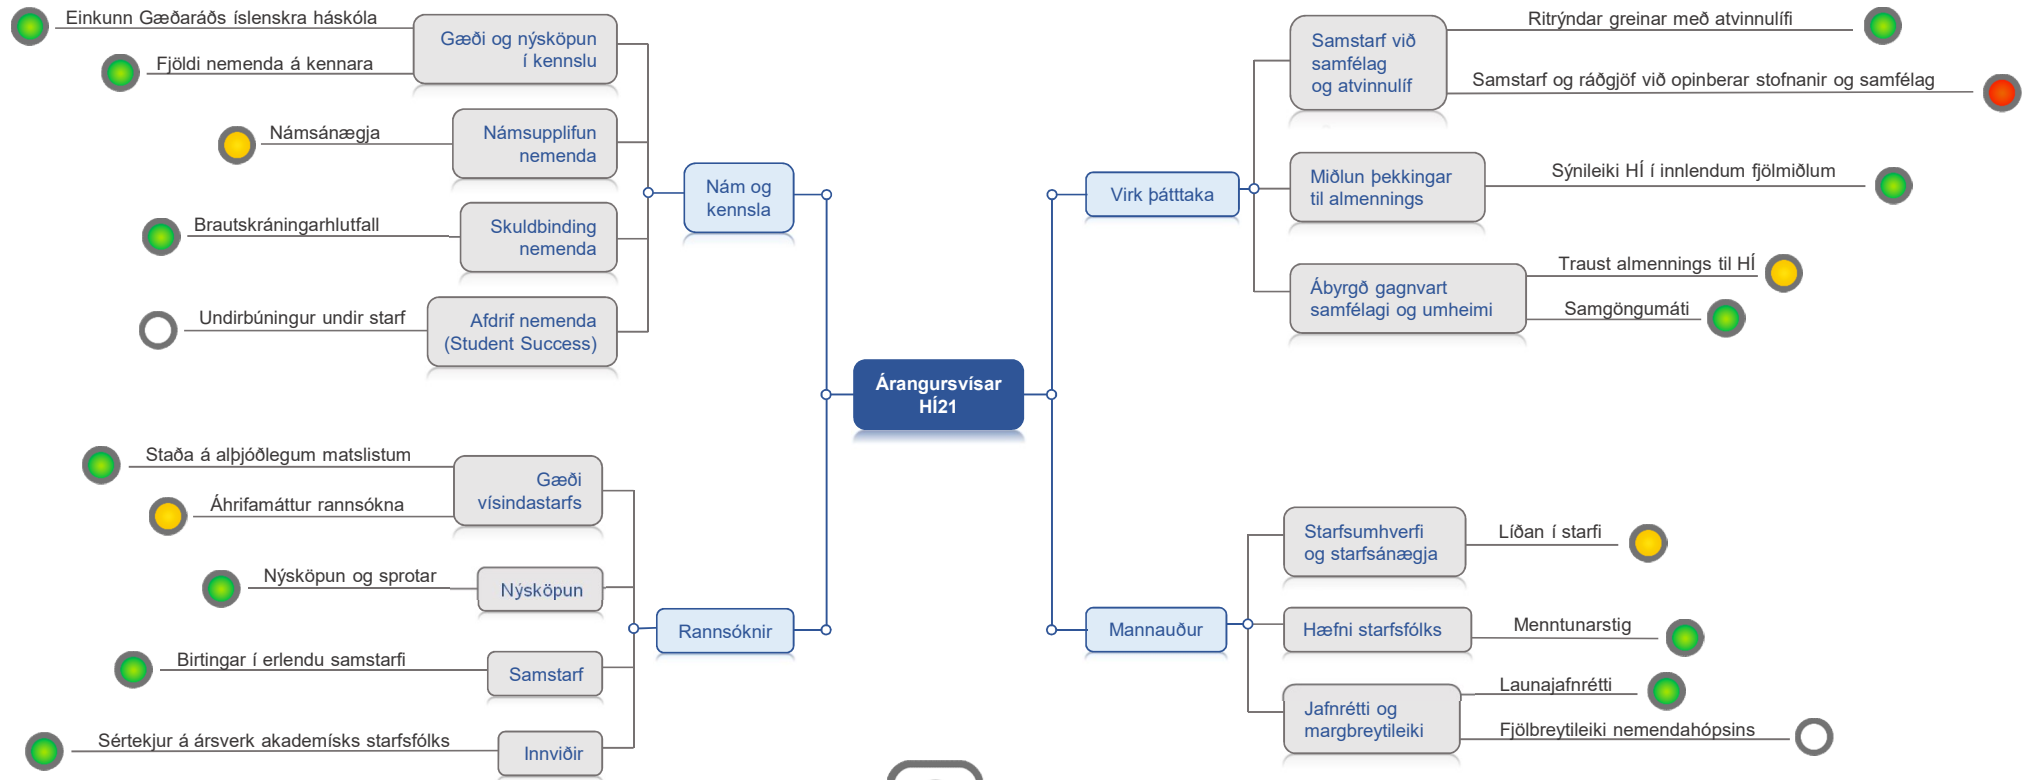 Einkunn Gæðaráðs íslenskra háskóla
Fjöldi nemenda á kennara
Gæði og nýsköpun
í kennslu
Námsánægja
Námsupplifun
nemenda
Brautskráningarhlutfall
Skuldbinding
nemenda
Undirbúningur undir starf
Afdrif nemenda
(Student Success)
Nám og
kennsla
Staða á alþjóðlegum matslistum
Áhrifamáttur rannsókna
Gæði
vísindastarfs
Nýsköpun og sprotar
Nýsköpun
Birtingar í erlendu samstarfi
Samstarf
Sértekjur á ársverk akademísks starfsfólks
Innviðir
Rannsóknir
Árangursvísar
HÍ21
Virk þátttaka
Samstarf við
samfélag
og atvinnulíf
Ritrýndar greinar með atvinnulífi
Samstarf og ráðgjöf við opinberar stofnanir og samfélag
Miðlun þekkingar
til almennings
Sýnileiki HÍ í innlendum fjölmiðlum
Ábyrgð gagnvart
samfélagi og umheimi
Traust almennings til HÍ
Samgöngumáti
Mannauður
Starfsumhverfi
og starfsánægja
Líðan í starfi
Hæfni starfsfólks
Menntunarstig
Jafnrétti og
margbreytileiki
Launajafnrétti
Fjölbreytileiki nemendahópsins